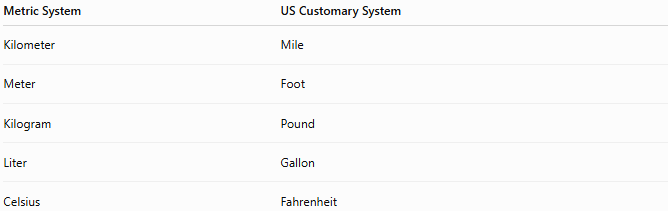 Metric System US Customary System
Kilometer Mile
Meter Foot
Kilogram Pound
Liter Gallon
Celsius Fahrenheit